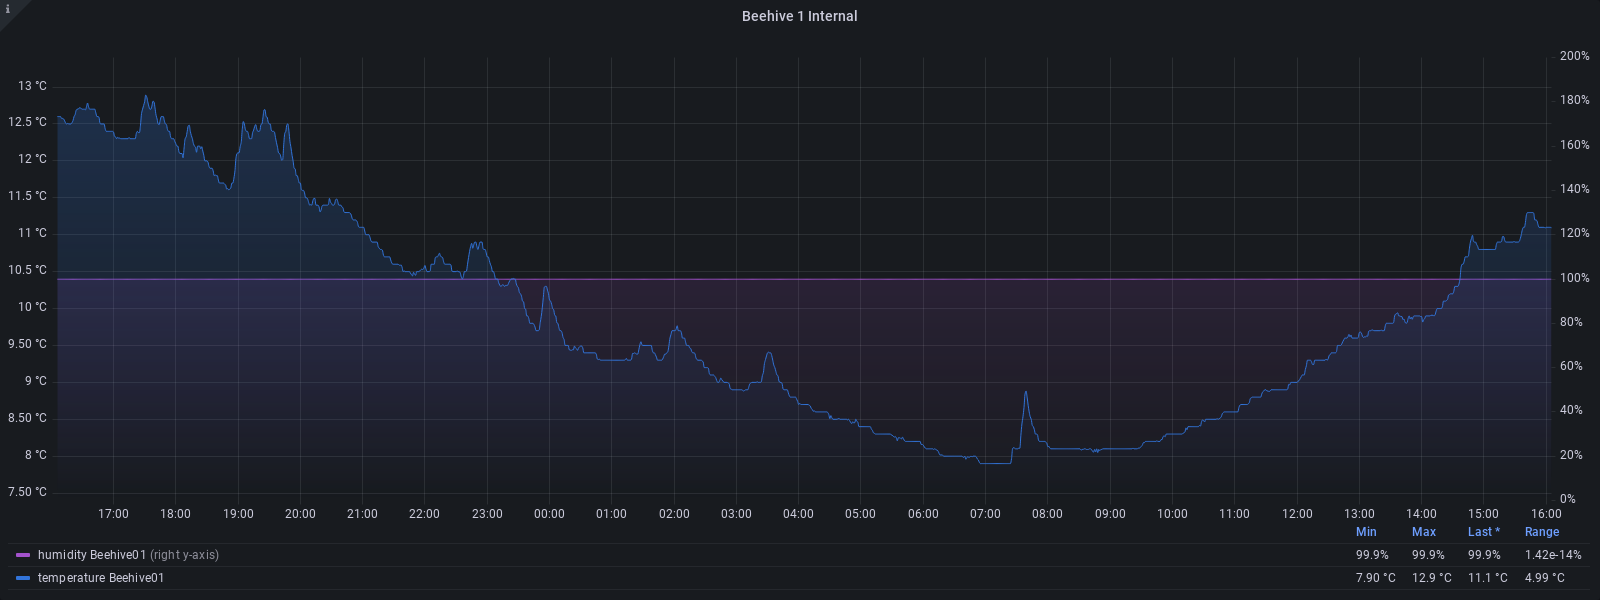 i
Beehive 1 Internal
200%
13 °C
180%
12.5 °C
160%
12 °C
140%
11.5 °C
120%
11 °C
100%
10.5 °C
80%
10 °C
9.50 °C
60%
9 °C
40%
8.50 °C
20%
8 °C
7.50 °C
0%
17:00 18:00 19:00 20:00 21:00 22:00 23:00 00:00 01:00 02:00 03:00 04:00 05:00 06:00 07:00 08:00 09:00 10:00 11:00 12:00 13:00 14:00 15:00 16:00
Min Max Last * Range
humidity Beehive01 (right y-axis) 99.9% 99.9% 99.9% 1.42e-14%
temperature Beehive01 7.90 °C 12.9 °C 11.1 °C 4.99 °C